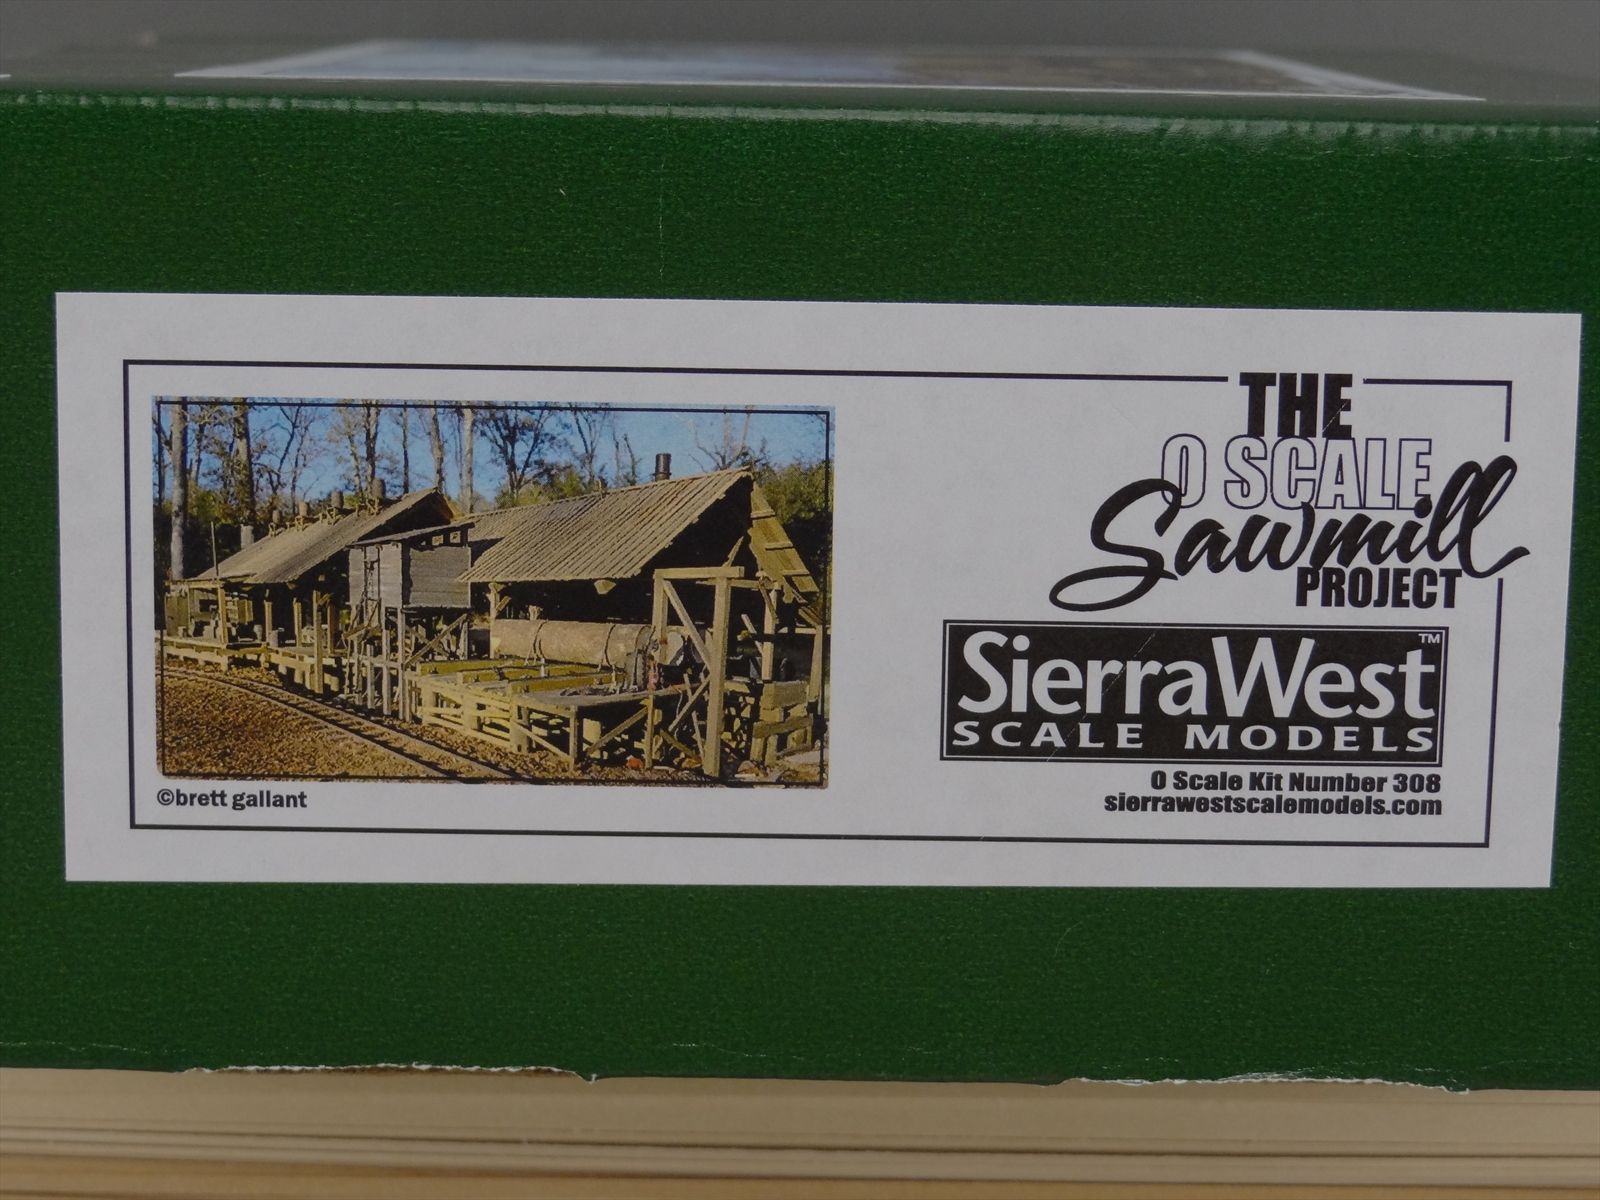 THE
O SCALE
Sawmill
PROJECT
SierraWest™
SCALE MODELS
O Scale Kit Number 308
sierrawestscalemodels.com
©brett gallant